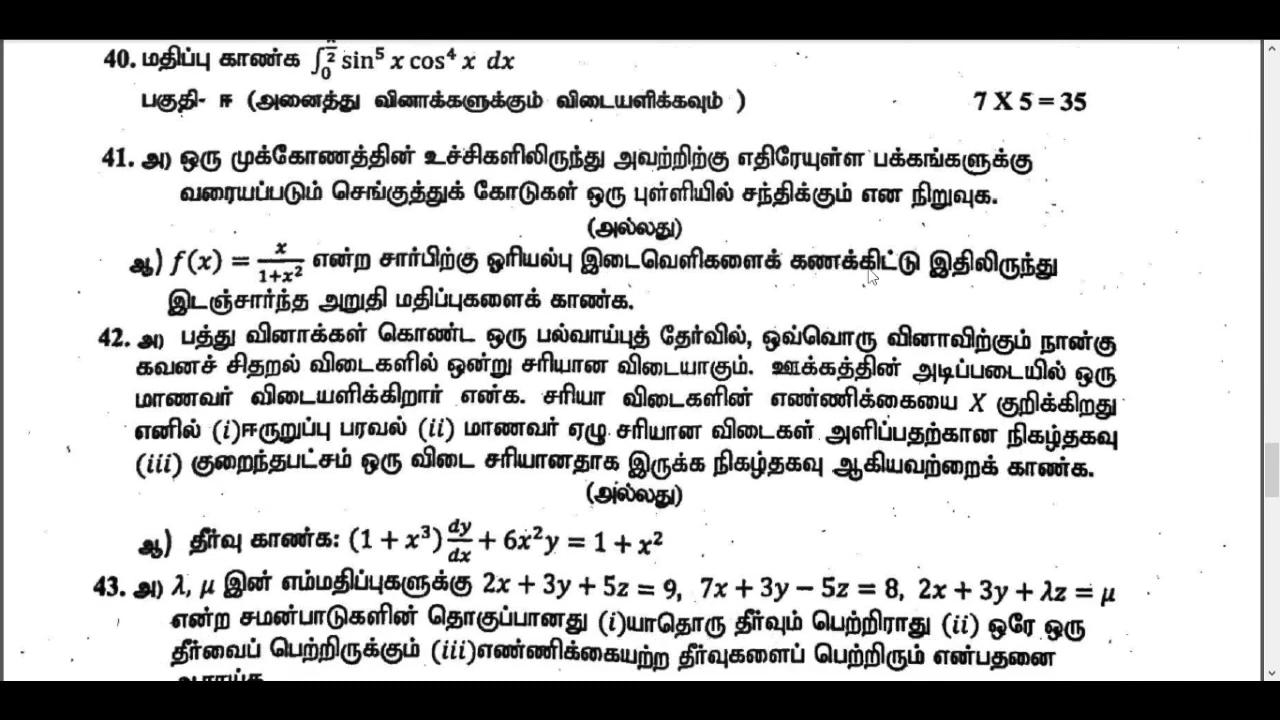 40. மதிப்பு காண்க ∫₀^(π/2) sin⁵ x cos⁴ x dx
பகுதி- ஈ (அனைத்து வினாக்களுக்கும் விடையளிக்கவும் ) 7 X 5 = 35
41. அ) ஒரு முக்கோணத்தின் உச்சிகளிலிருந்து அவற்றிற்கு எதிரேயுள்ள பக்கங்களுக்கு
வரையப்படும் செங்குத்துக் கோடுகள் ஒரு புள்ளியில் சந்திக்கும் என நிறுவுக.
(அல்லது)
ஆ) f(x) = x/(1+x²) என்ற சார்பிற்கு ஓரியல்பு இடைவெளிகளைக் கணக்கிட்டு இதிலிருந்து
இடஞ்சார்ந்த அறுதி மதிப்புகளைக் காண்க.
42. அ) பத்து வினாக்கள் கொண்ட ஒரு பல்வாய்புத் தேர்வில், ஒவ்வொரு வினாவிற்கும் நான்கு
கவனச் சிதறல் விடைகளில் ஒன்று சரியான விடையாகும். ஊக்கத்தின் அடிப்படையில் ஒரு
மாணவர் விடையளிக்கிறார் என்க. சரியா விடைகளின் எண்ணிக்கையை X குறிக்கிறது
எனில் (i)ஈருறுப்பு பரவல் (ii) மாணவர் ஏழு சரியான விடைகள் அளிப்பதற்கான நிகழ்தகவு
(iii) குறைந்தபட்சம் ஒரு விடை சரியானதாக இருக்க நிகழ்தகவு ஆகியவற்றைக் காண்க.
(அல்லது)
ஆ) தீர்வு காண்க: (1 + x³) dy/dx + 6x²y = 1 + x²
43. அ) λ, μ இன் எம்மதிப்புகளுக்கு 2x + 3y + 5z = 9, 7x + 3y − 5z = 8, 2x + 3y + λz = μ
என்ற சமன்பாடுகளின் தொகுப்பானது (i)யாதொரு தீர்வும் பெற்றிராது (ii) ஒரே ஒரு
தீர்வைப் பெற்றிருக்கும் (iii)எண்ணிக்கையற்ற தீர்வுகளைப் பெற்றிரும் என்பதனை